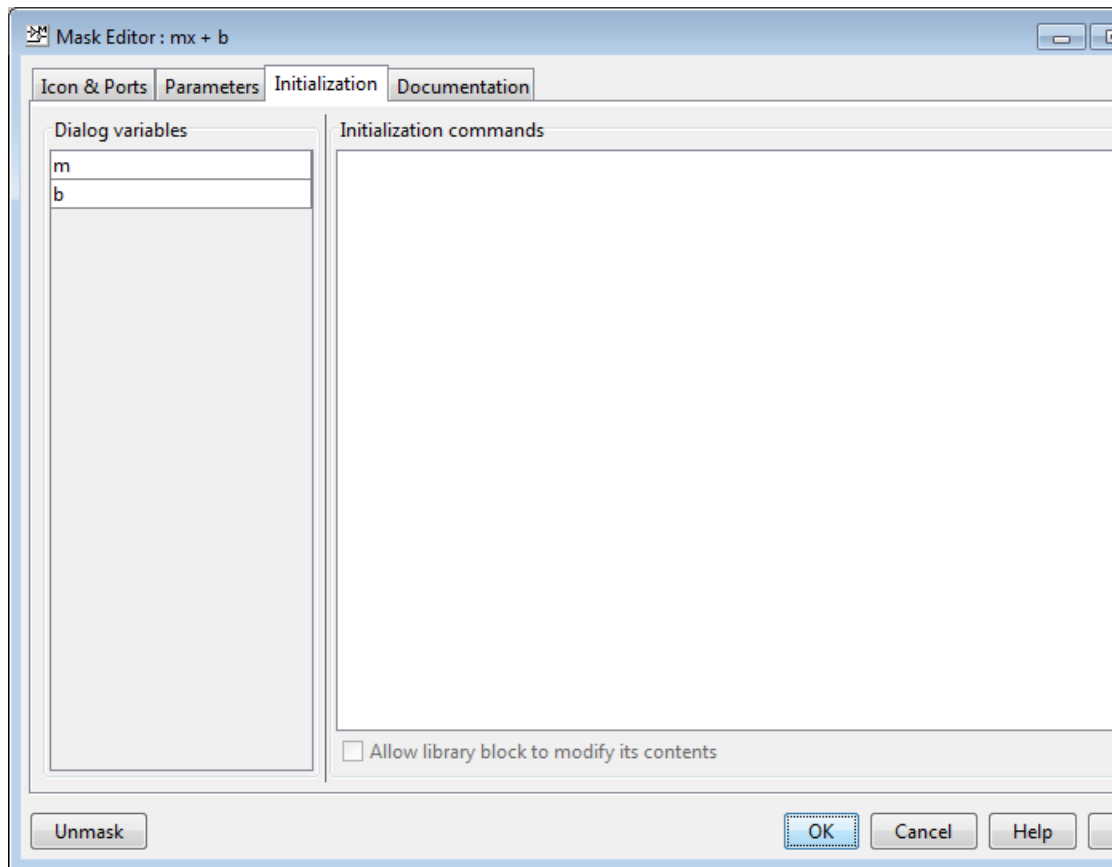 Mask Editor : mx + b
Icon & Ports Parameters Initialization Documentation
Dialog variables
m
b
Initialization commands
Allow library block to modify its contents
Unmask OK Cancel Help